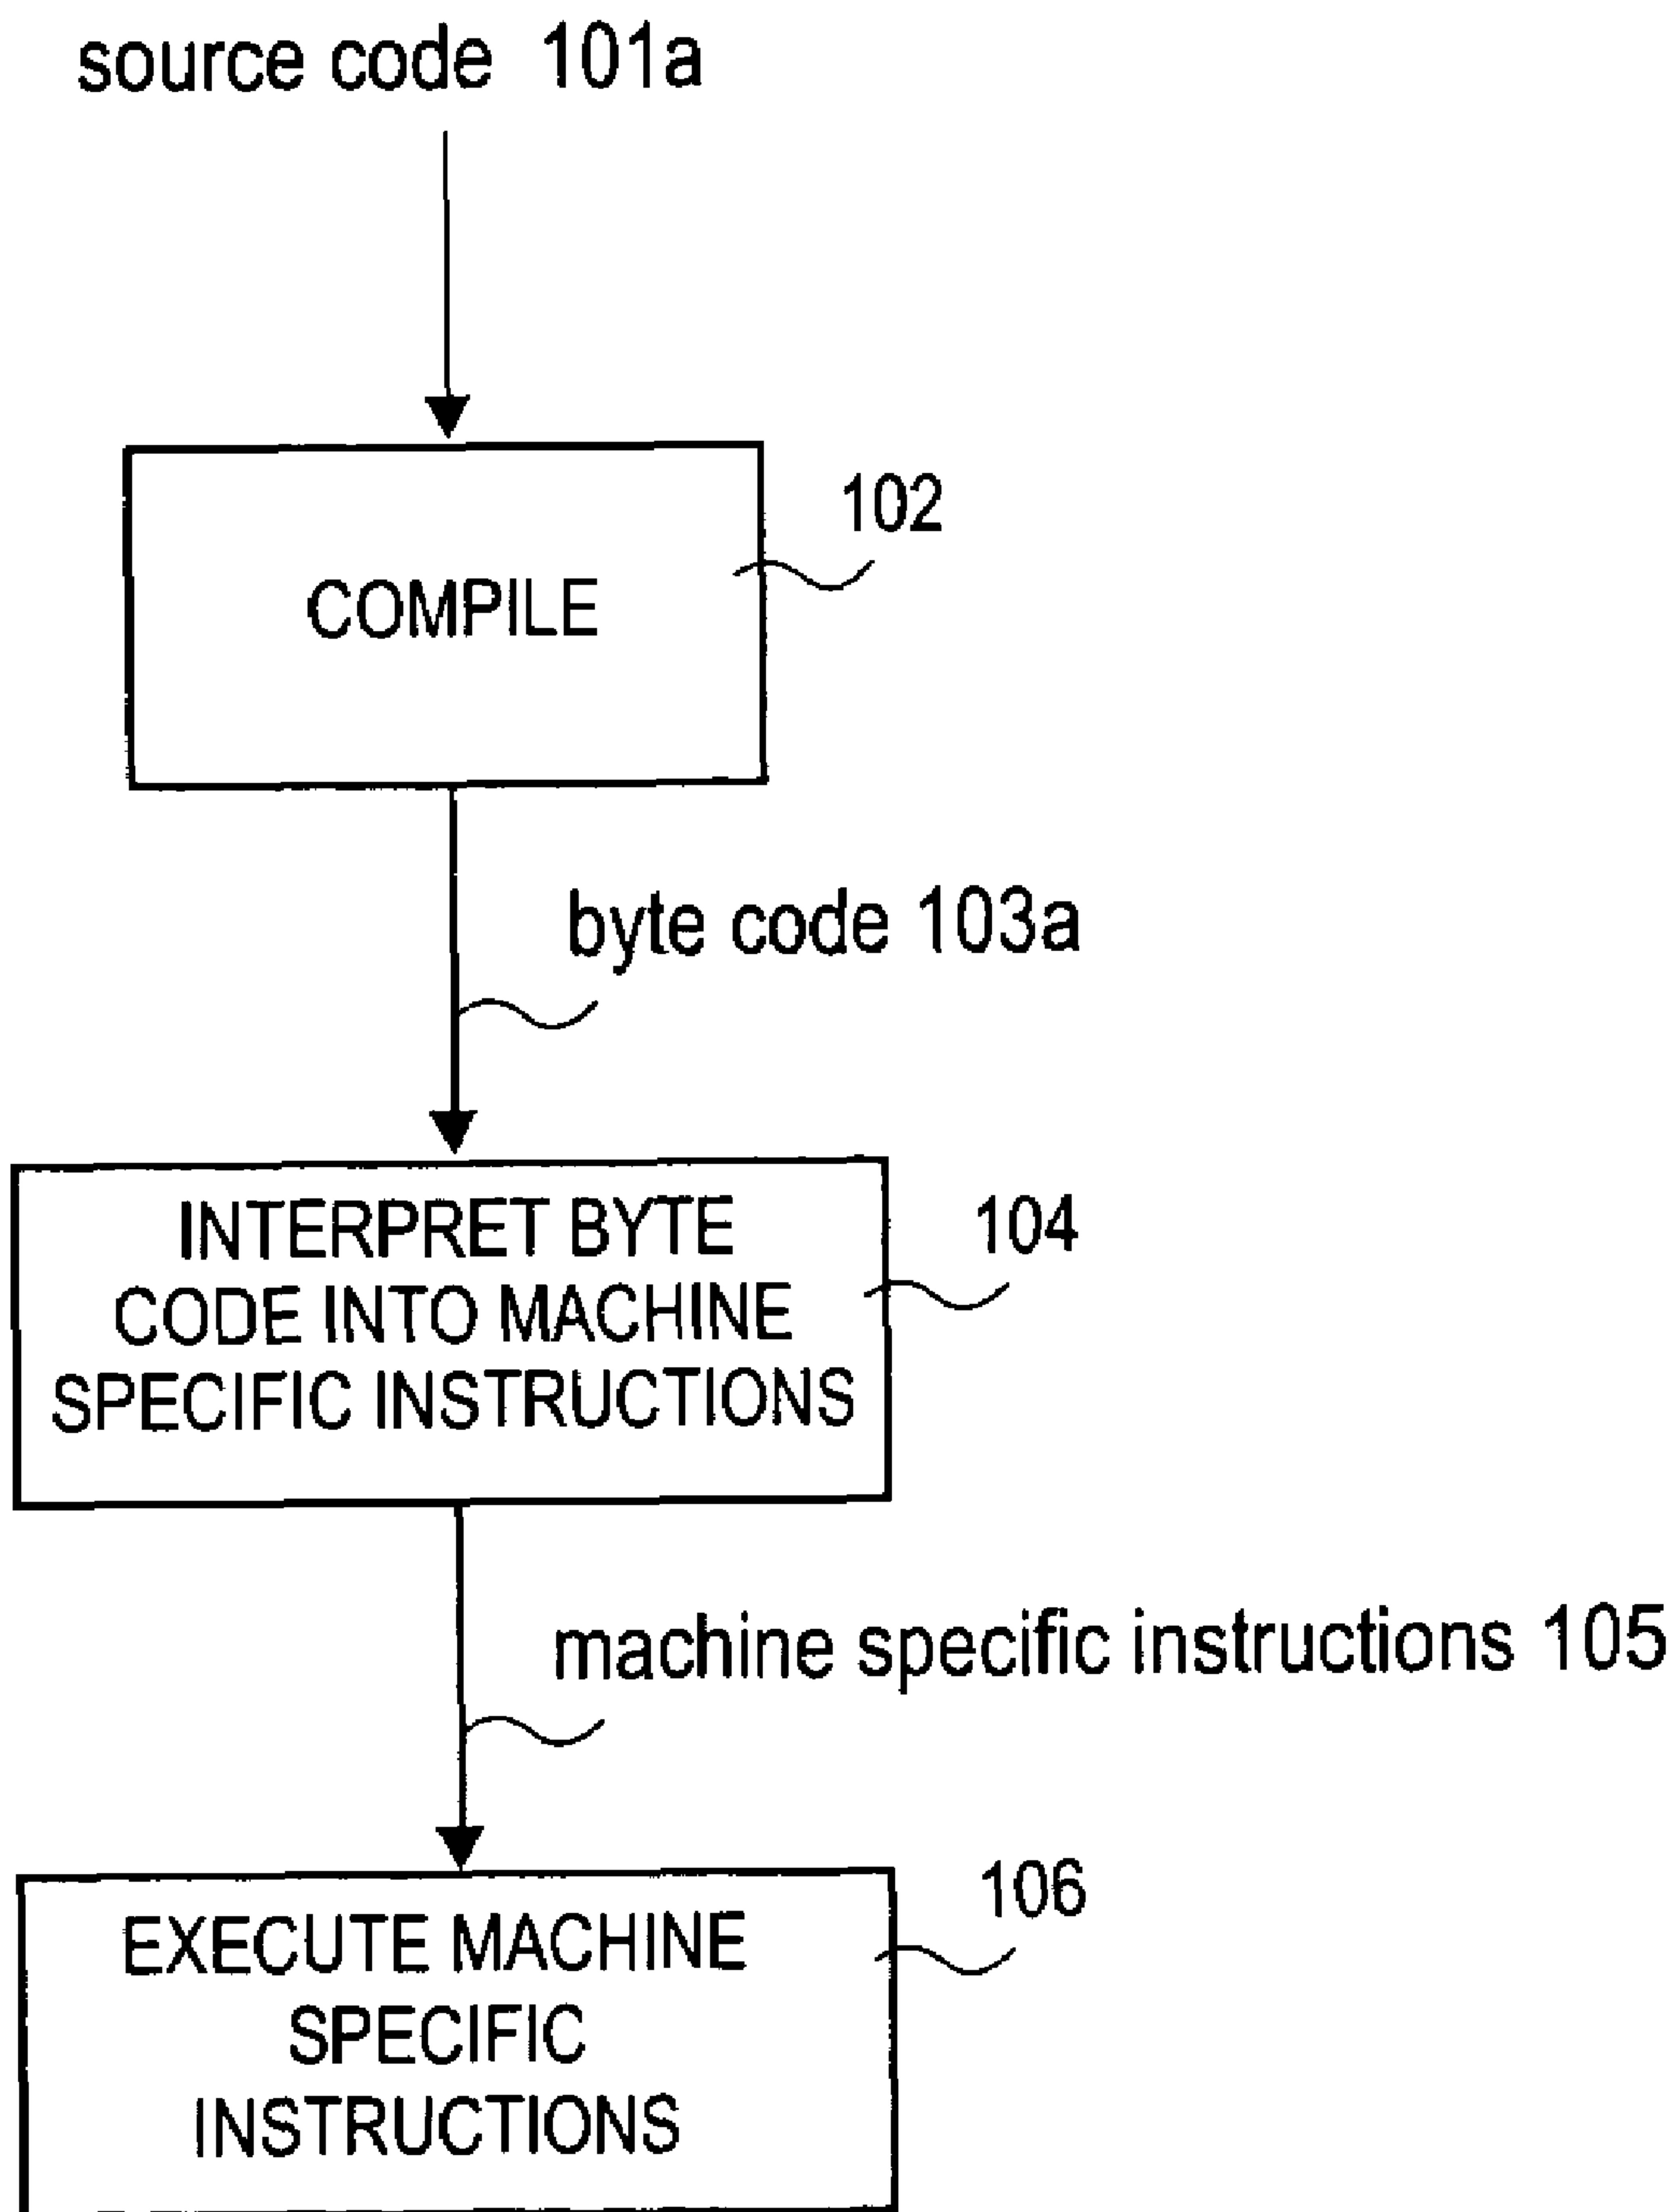 source code 101a
102
COMPILE
byte code 103a
INTERPRET BYTE
CODE INTO MACHINE
SPECIFIC INSTRUCTIONS
104
machine specific instructions 105
106
EXECUTE MACHINE
SPECIFIC
INSTRUCTIONS